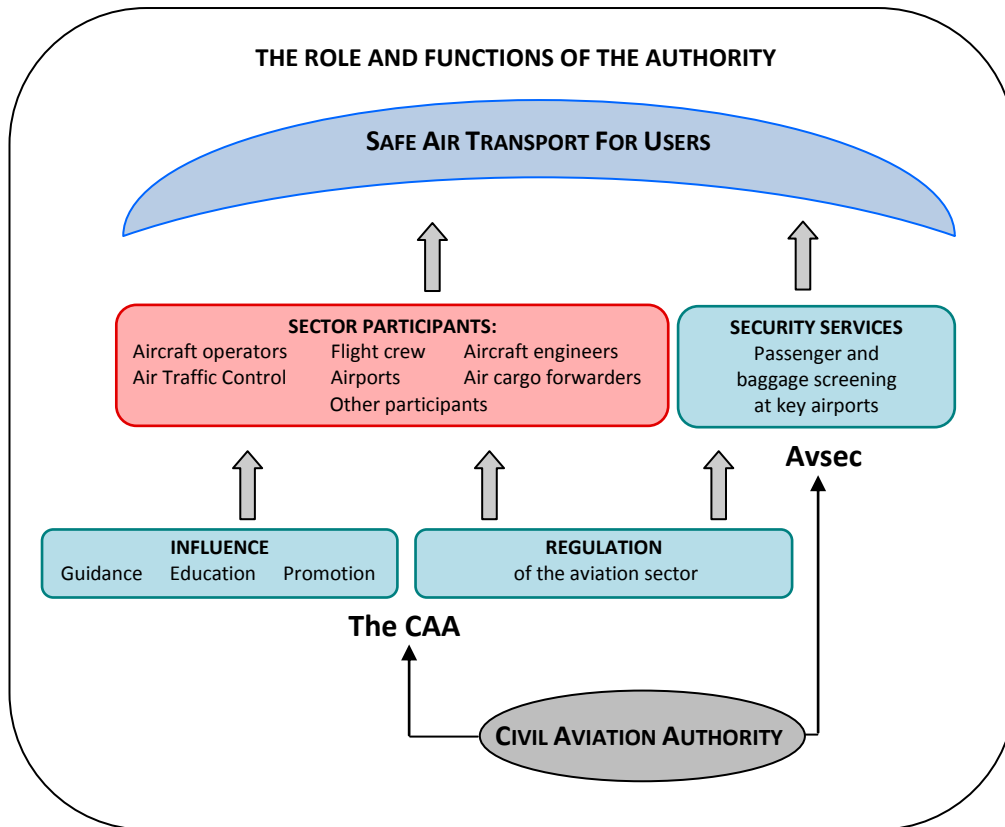 THE ROLE AND FUNCTIONS OF THE AUTHORITY
SAFE AIR TRANSPORT FOR USERS
SECTOR PARTICIPANTS:
Aircraft operators Flight crew Aircraft engineers
Air Traffic Control Airports Air cargo forwarders
Other participants
SECURITY SERVICES
Passenger and
baggage screening
at key airports
Avsec
INFLUENCE
Guidance Education Promotion
REGULATION
of the aviation sector
The CAA
CIVIL AVIATION AUTHORITY